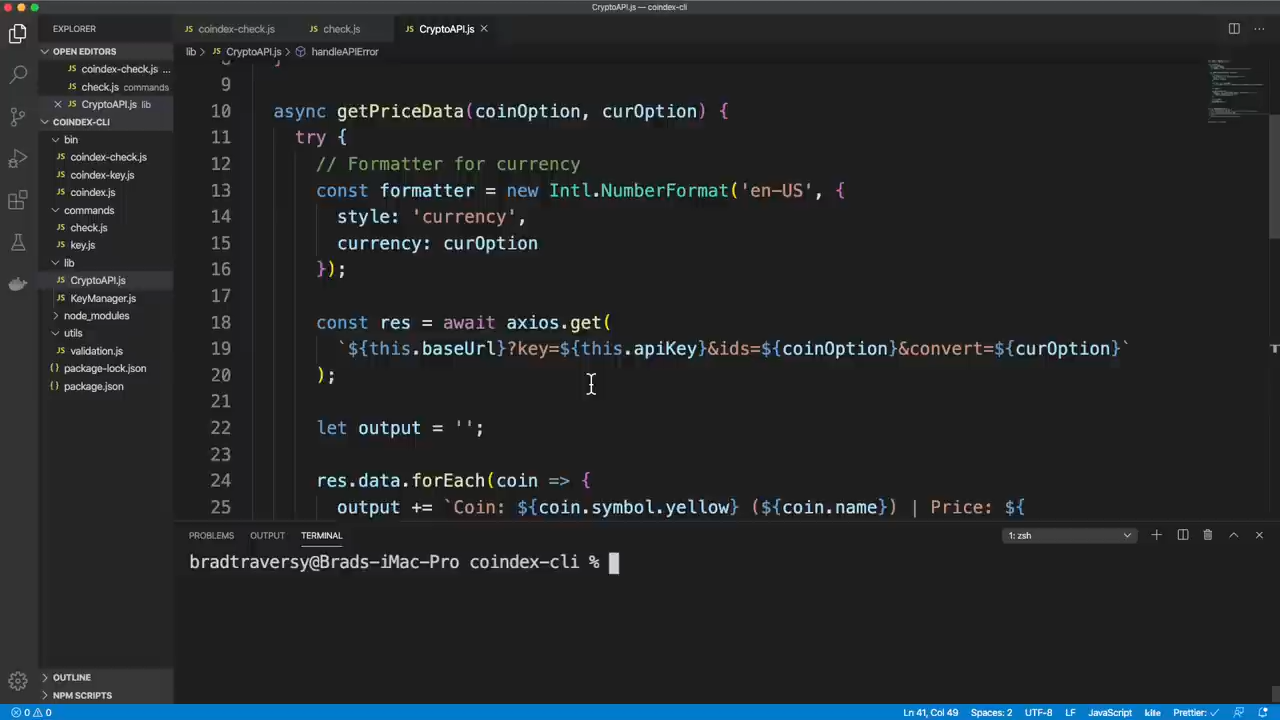 CryptoAPI.js — coindex-cli
EXPLORER
OPEN EDITORS
coindex-check.js ...
check.js commands
CryptoAPI.js lib
COINDEX-CLI
bin
coindex-check.js
coindex-key.js
coindex.js
commands
check.js
key.js
lib
CryptoAPI.js
KeyManager.js
node_modules
utils
validation.js
package-lock.json
package.json
OUTLINE
NPM SCRIPTS
JS coindex-check.js JS check.js JS CryptoAPI.js
lib > JS CryptoAPI.js > handleAPIError
9
10 async getPriceData(coinOption, curOption) {
11 try {
12 // Formatter for currency
13 const formatter = new Intl.NumberFormat('en-US', {
14 style: 'currency',
15 currency: curOption
16 });
17
18 const res = await axios.get(
19 `${this.baseUrl}?key=${this.apiKey}&ids=${coinOption}&convert=${curOption}`
20 );
21
22 let output = '';
23
24 res.data.forEach(coin => {
25 output += `Coin: ${coin.symbol.yellow} (${coin.name}) | Price: ${
PROBLEMS OUTPUT TERMINAL 1: zsh
bradtraversy@Brads-iMac-Pro coindex-cli %
0 0 Ln 41, Col 49 Spaces: 2 UTF-8 LF JavaScript kite Prettier: ✓